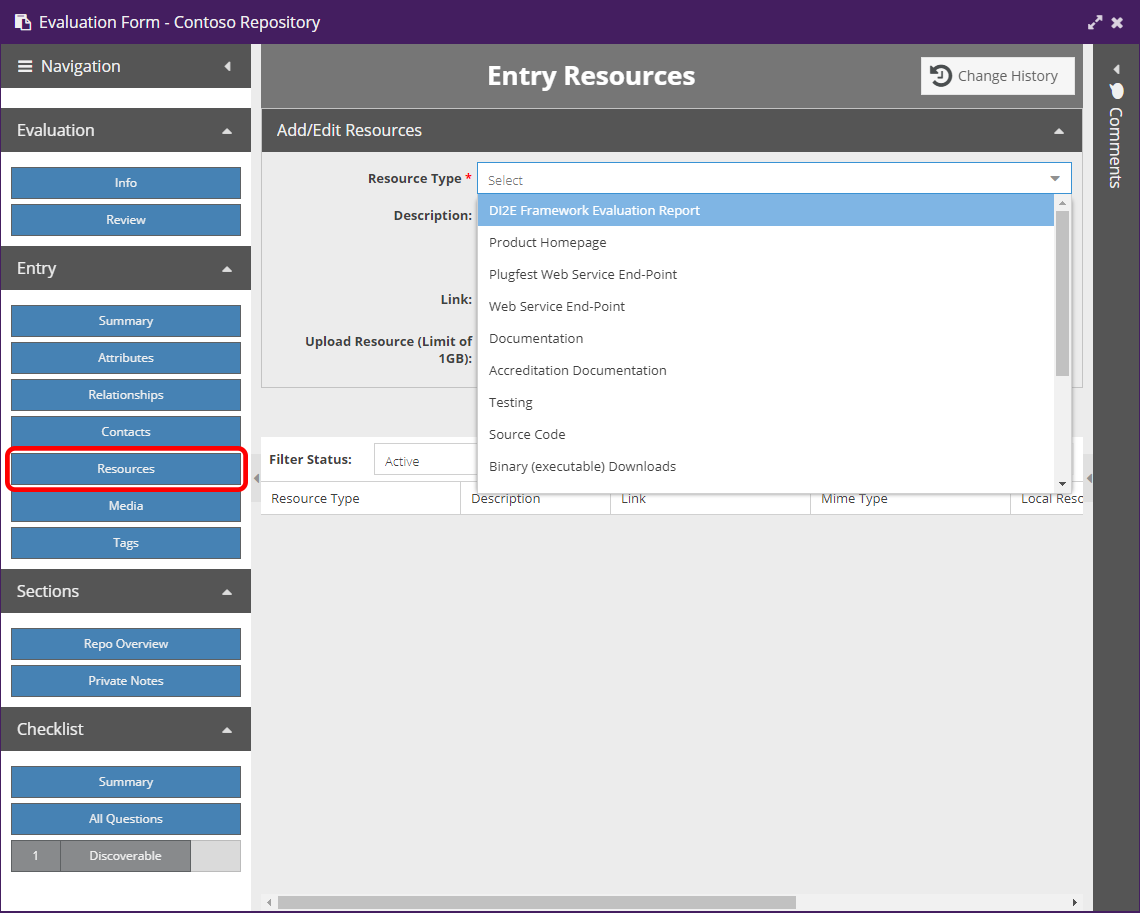 Evaluation Form - Contoso Repository
Navigation
Evaluation
Info
Review
Entry
Summary
Attributes
Relationships
Contacts
Resources
Media
Tags
Sections
Repo Overview
Private Notes
Checklist
Summary
All Questions
1 Discoverable
Entry Resources
Change History
Add/Edit Resources
Resource Type *
Select
DI2E Framework Evaluation Report
Product Homepage
Plugfest Web Service End-Point
Web Service End-Point
Documentation
Accreditation Documentation
Testing
Source Code
Binary (executable) Downloads
Description:
Link:
Upload Resource (Limit of
1GB):
Filter Status: Active
Resource Type Description Link Mime Type Local Resc
Comments